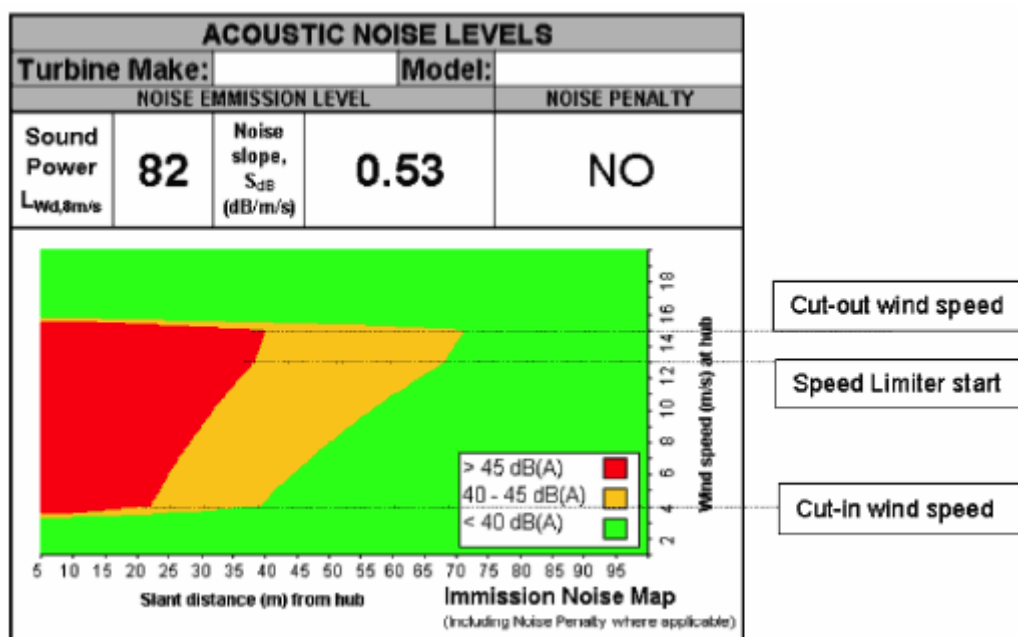 ACOUSTIC NOISE LEVELS
Turbine Make: Model:
NOISE EMMISSION LEVEL NOISE PENALTY
Sound
Power
LWd,8m/s
82
Noise
slope,
SdB
(dB/m/s)
0.53
NO
18
16
14
12
10
8
6
4
2
Wind speed (m/s) at hub
> 45 dB(A)
40 - 45 dB(A)
< 40 dB(A)
5 10 15 20 25 30 35 40 45 50 55 60 65 70 75 80 85 90 95
Slant distance (m) from hub
Immission Noise Map
(Including Noise Penalty where applicable)
Cut-out wind speed
Speed Limiter start
Cut-in wind speed